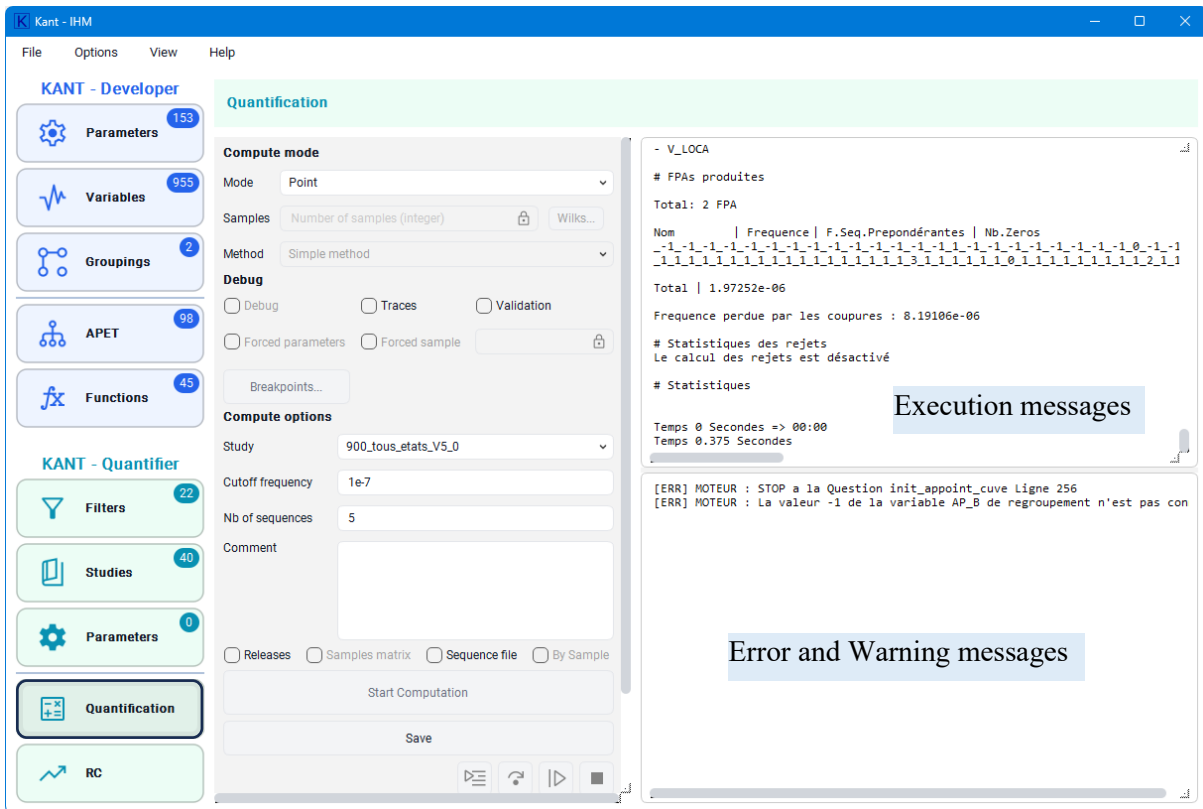 Kant - IHM
File Options View Help
KANT - Developer
Parameters 153
Variables 955
Groupings 2
APET 98
Functions 45
KANT - Quantifier
Filters 22
Studies 40
Parameters 0
Quantification
RC
Quantification
Compute mode
Mode Point
Samples Number of samples (integer) Wilks...
Method Simple method
Debug
Debug Traces Validation
Forced parameters Forced sample
Breakpoints...
Compute options
Study 900_tous_etats_V5_0
Cutoff frequency 1e-7
Nb of sequences 5
Comment
Releases Samples matrix Sequence file By Sample
Start Computation
Save
- V_LOCA
# FPAs produites
Total: 2 FPA
Nom | Frequence | F.Seq.Prepondérantes | Nb.Zeros
_-1_-1_-1_-1_-1_-1_-1_-1_-1_-1_-1_-1_-1_-1_1_-1_-1_-1_-1_-1_-1_-1_-1_0_-1_-1
_1_1_1_1_1_1_1_1_1_1_1_1_1_1_1_1_1_1_3_1_1_1_1_1_1_0_1_1_1_1_1_1_1_1_1_2_1_1
Total | 1.97252e-06
Frequence perdue par les coupures : 8.19106e-06
# Statistiques des rejets
Le calcul des rejets est désactivé
# Statistiques
Temps 0 Secondes => 00:00
Temps 0.375 Secondes
Execution messages
[ERR] MOTEUR : STOP a la Question init_appoint_cuve Ligne 256
[ERR] MOTEUR : La valeur -1 de la variable AP_B de regroupement n'est pas con
Error and Warning messages